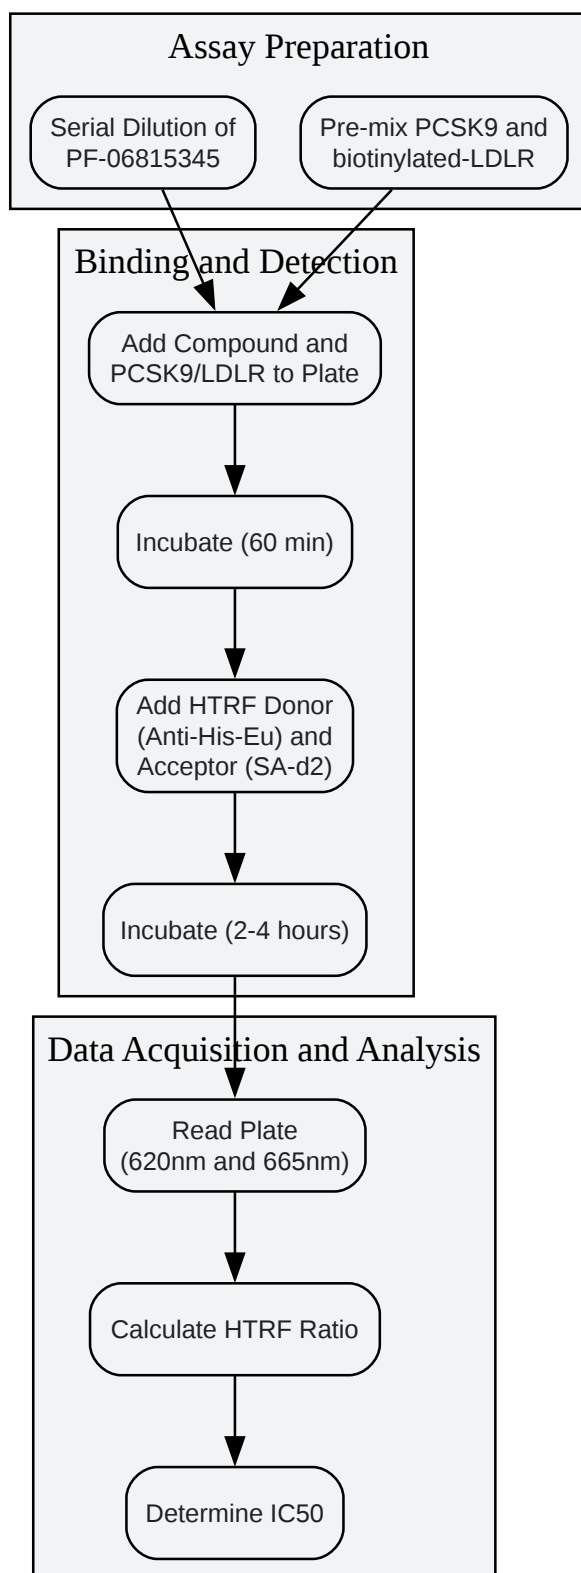 Assay Preparation
Serial Dilution of
PF-06815345
Pre-mix PCSK9 and
biotinylated-LDLR
Binding and Detection
Add Compound and
PCSK9/LDLR to Plate
Incubate (60 min)
Add HTRF Donor
(Anti-His-Eu) and
Acceptor (SA-d2)
Incubate (2-4 hours)
Data Acquisition and Analysis
Read Plate
(620nm and 665nm)
Calculate HTRF Ratio
Determine IC50